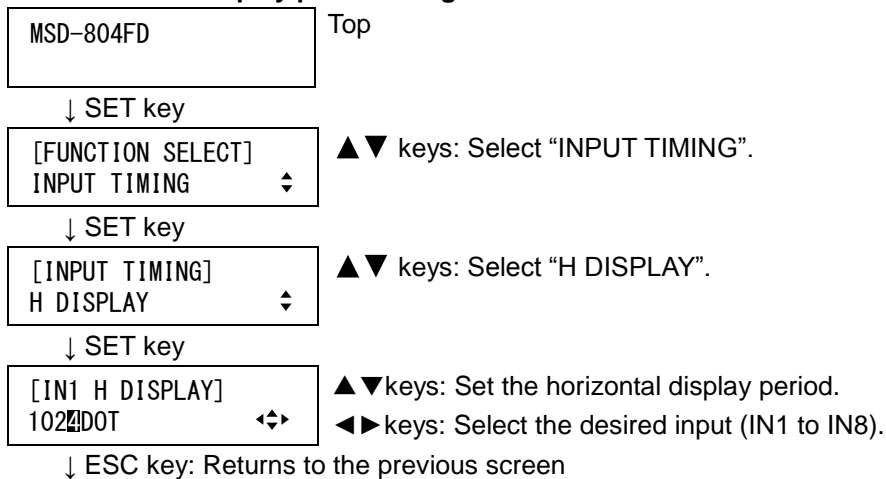 MSD-804FD
Top
↓ SET key
[FUNCTION SELECT]
INPUT TIMING
▲▼ keys: Select “INPUT TIMING”.
↓ SET key
[INPUT TIMING]
H DISPLAY
▲▼ keys: Select “H DISPLAY”.
↓ SET key
[IN1 H DISPLAY]
1024DOT
▲▼keys: Set the horizontal display period.
◄►keys: Select the desired input (IN1 to IN8).
↓ ESC key: Returns to the previous screen